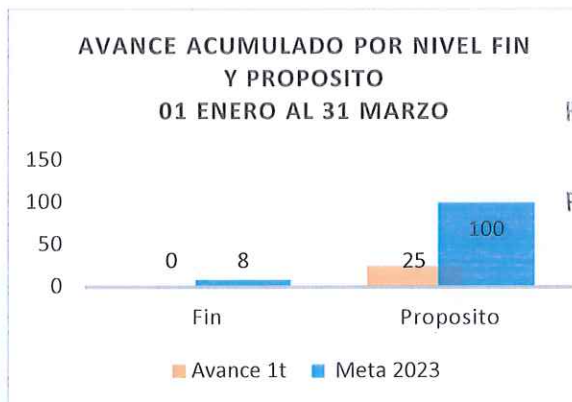 AVANCE ACUMULADO POR NIVEL FIN
Y PROPOSITO
01 ENERO AL 31 MARZO
150
100
50
0
0
8
25
100
Fin
Proposito
Avance 1t
Meta 2023